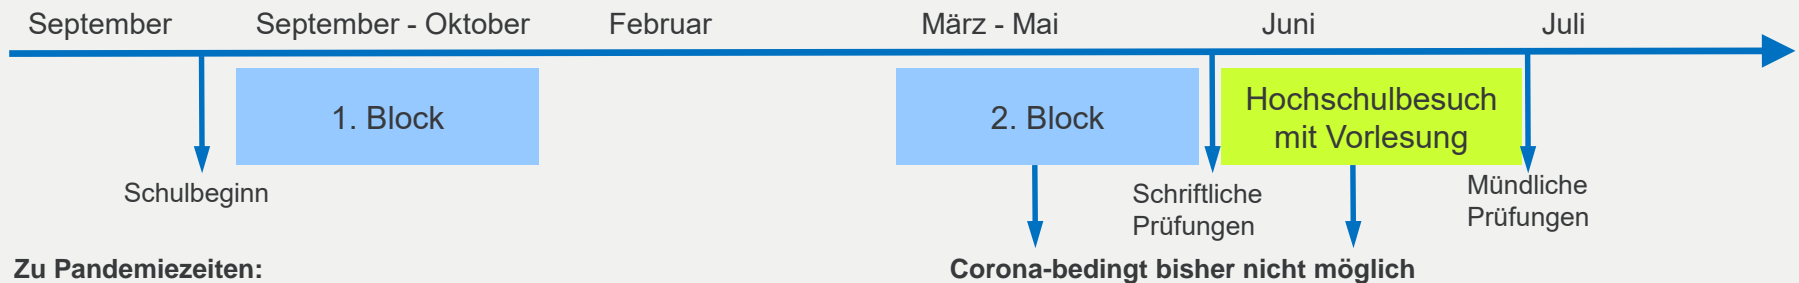 September
September - Oktober
Februar
März - Mai
Juni
Juli
1. Block
2. Block
Hochschulbesuch
mit Vorlesung
Schulbeginn
Schriftliche
Prüfungen
Mündliche
Prüfungen
Zu Pandemiezeiten:
Corona-bedingt bisher nicht möglich